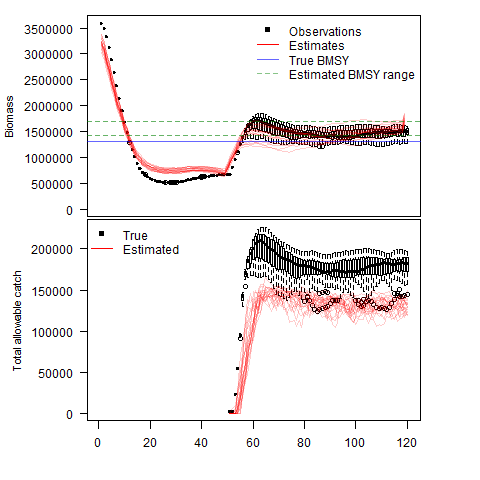 3500000
3000000
2500000
2000000
1500000
1000000
500000
0
Biomass
Observations
Estimates
True BMSY
Estimated BMSY range
200000
150000
100000
50000
0
Total allowable catch
True
Estimated
0 20 40 60 80 100 120